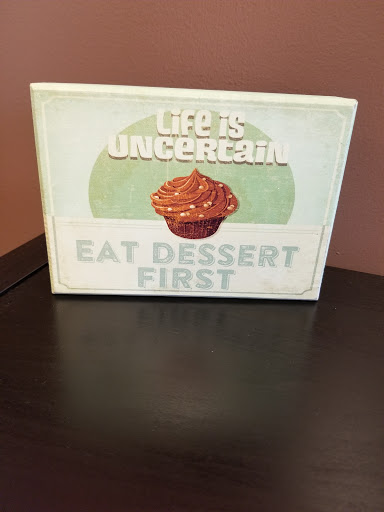 Life is
uncertain
EAT DESSERT
FIRST